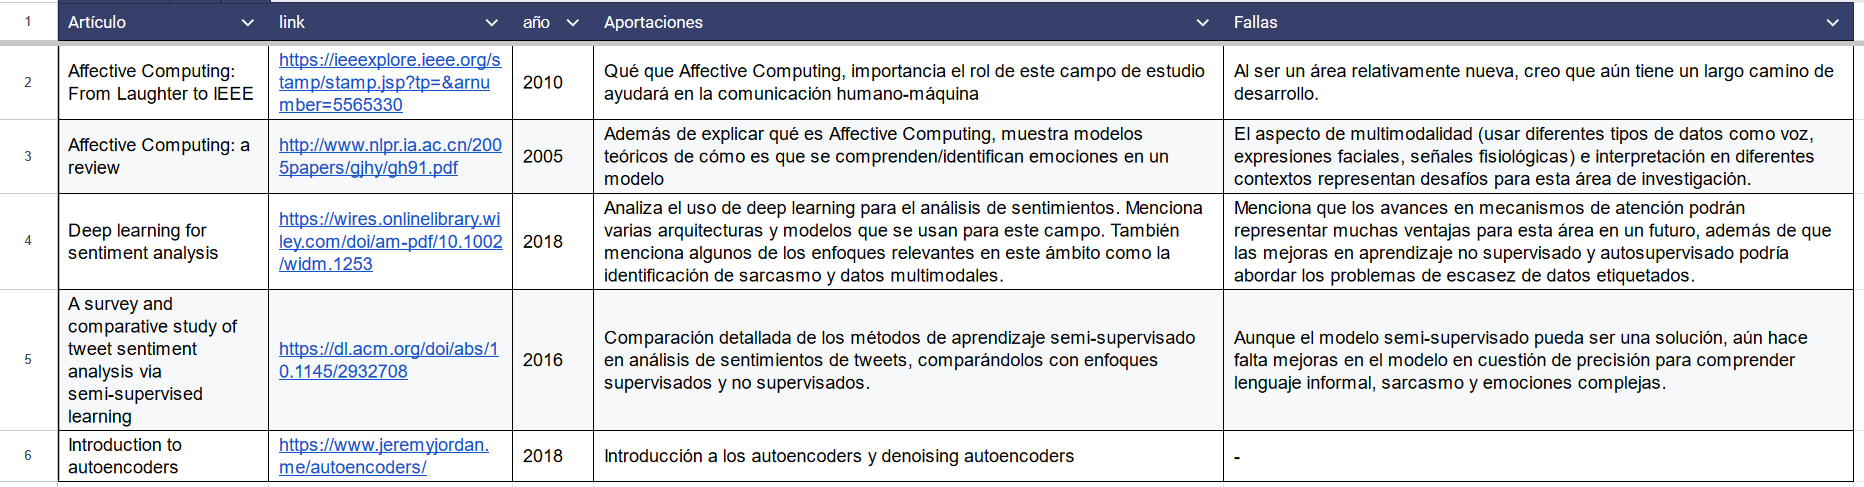 1 Artículo link año Aportaciones Fallas
2
Affective Computing:
From Laughter to IEEE
https://ieeexplore.ieee.org/s
tamp/stamp.jsp?tp=&arnu
mber=5565330
2010
Qué que Affective Computing, importancia el rol de este campo de estudio
ayudará en la comunicación humano-máquina
Al ser un área relativamente nueva, creo que aún tiene un largo camino de
desarrollo.
3
Affective Computing: a
review
http://www.nlpr.ia.ac.cn/200
5papers/gjhy/gh91.pdf
2005
Además de explicar qué es Affective Computing, muestra modelos
teóricos de cómo es que se comprenden/identifican emociones en un
modelo
El aspecto de multimodalidad (usar diferentes tipos de datos como voz,
expresiones faciales, señales fisiológicas) e interpretación en diferentes
contextos representan desafíos para esta área de investigación.
4
Deep learning for
sentiment analysis
https://wires.onlinelibrary.wi
ley.com/doi/am-pdf/10.1002
/widm.1253
2018
Analiza el uso de deep learning para el análisis de sentimientos. Menciona
varias arquitecturas y modelos que se usan para este campo. También
menciona algunos de los enfoques relevantes en este ámbito como la
identificación de sarcasmo y datos multimodales.
Menciona que los avances en mecanismos de atención podrán
representar muchas ventajas para esta área en un futuro, además de que
las mejoras en aprendizaje no supervisado y autosupervisado podría
abordar los problemas de escasez de datos etiquetados.
5
A survey and
comparative study of
tweet sentiment
analysis via
semi-supervised
learning
https://dl.acm.org/doi/abs/1
0.1145/2932708
2016
Comparación detallada de los métodos de aprendizaje semi-supervisado
en análisis de sentimientos de tweets, comparándolos con enfoques
supervisados y no supervisados.
Aunque el modelo semi-supervisado pueda ser una solución, aún hace
falta mejoras en el modelo en cuestión de precisión para comprender
lenguaje informal, sarcasmo y emociones complejas.
6
Introduction to
autoencoders
https://www.jeremyjordan.
me/autoencoders/
2018
Introducción a los autoencoders y denoising autoencoders
-